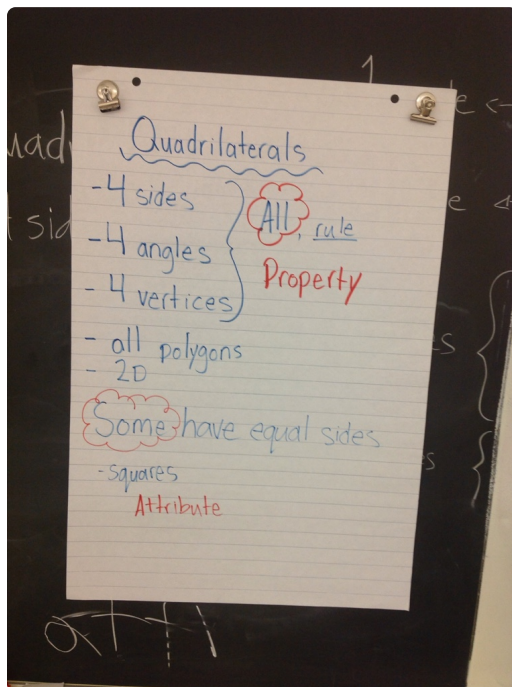 Quadrilaterals
- 4 sides
- 4 angles
- 4 vertices
All, rule
Property
- all polygons
- 2D
Some have equal sides
- squares
Attribute